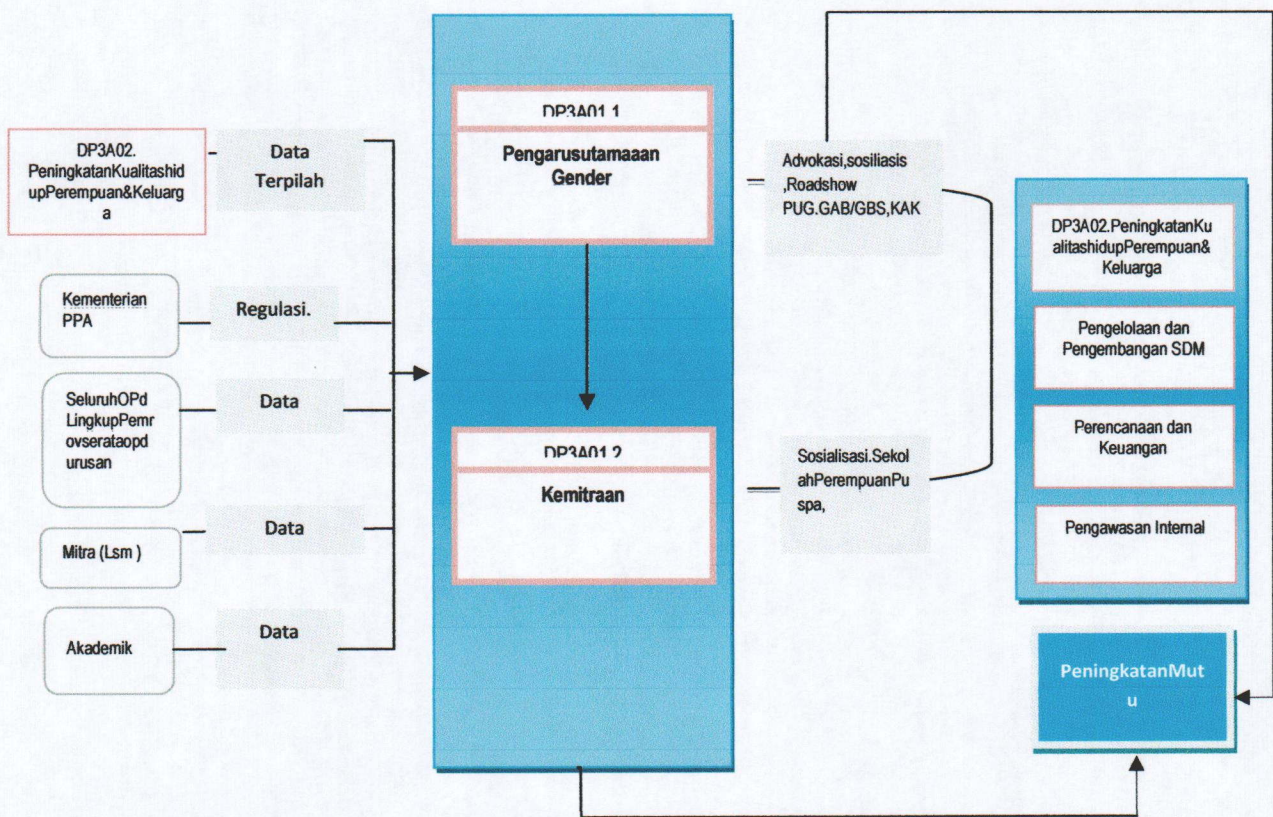 DP3A02.
PeningkatanKualitashid
upPerempuan&Keluarg
a
Data
Terpilah
Kementerian
PPA
Regulasi.
SeluruhOPd
LingkupPemr
ovserataopd
urusan
Data
Mitra (Lsm )
Data
Akademik
Data
DP3A01.1
Pengarusutamaaan
Gender
DP3A01.2
Kemitraan
Advokasi,sosiliasis
,Roadshow
PUG.GAB/GBS,KAK
Sosialisasi.Sekol
ahPerempuanPu
spa,
DP3A02.PeningkatanKu
alitashidupPerempuan&
Keluarga
Pengelolaan dan
Pengembangan SDM
Perencanaan dan
Keuangan
Pengawasan Internal
PeningkatanMut
u